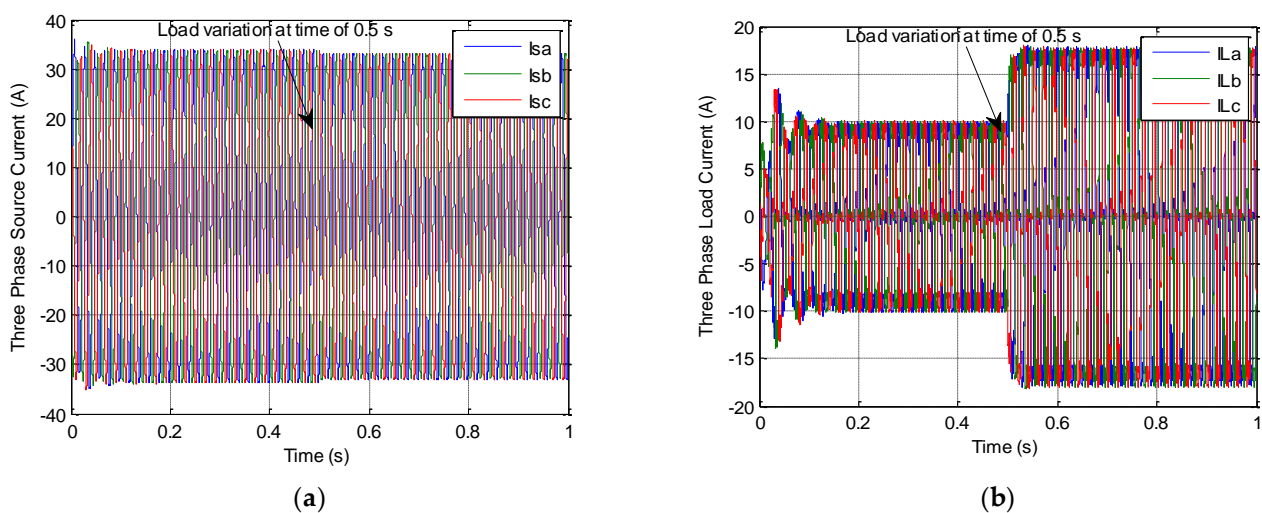 Load variation at time of 0.5 s
Isa
Isb
Isc
Three Phase Source Current (A)
40
30
20
10
0
-10
-20
-30
-40
0
0.2
0.4
0.6
0.8
1
Time (s)
(a)
Load variation at time of 0.5 s
ILa
ILb
ILc
Three Phase Load Current (A)
20
15
10
5
0
-5
-10
-15
-20
0
0.2
0.4
0.6
0.8
1
Time (s)
(b)